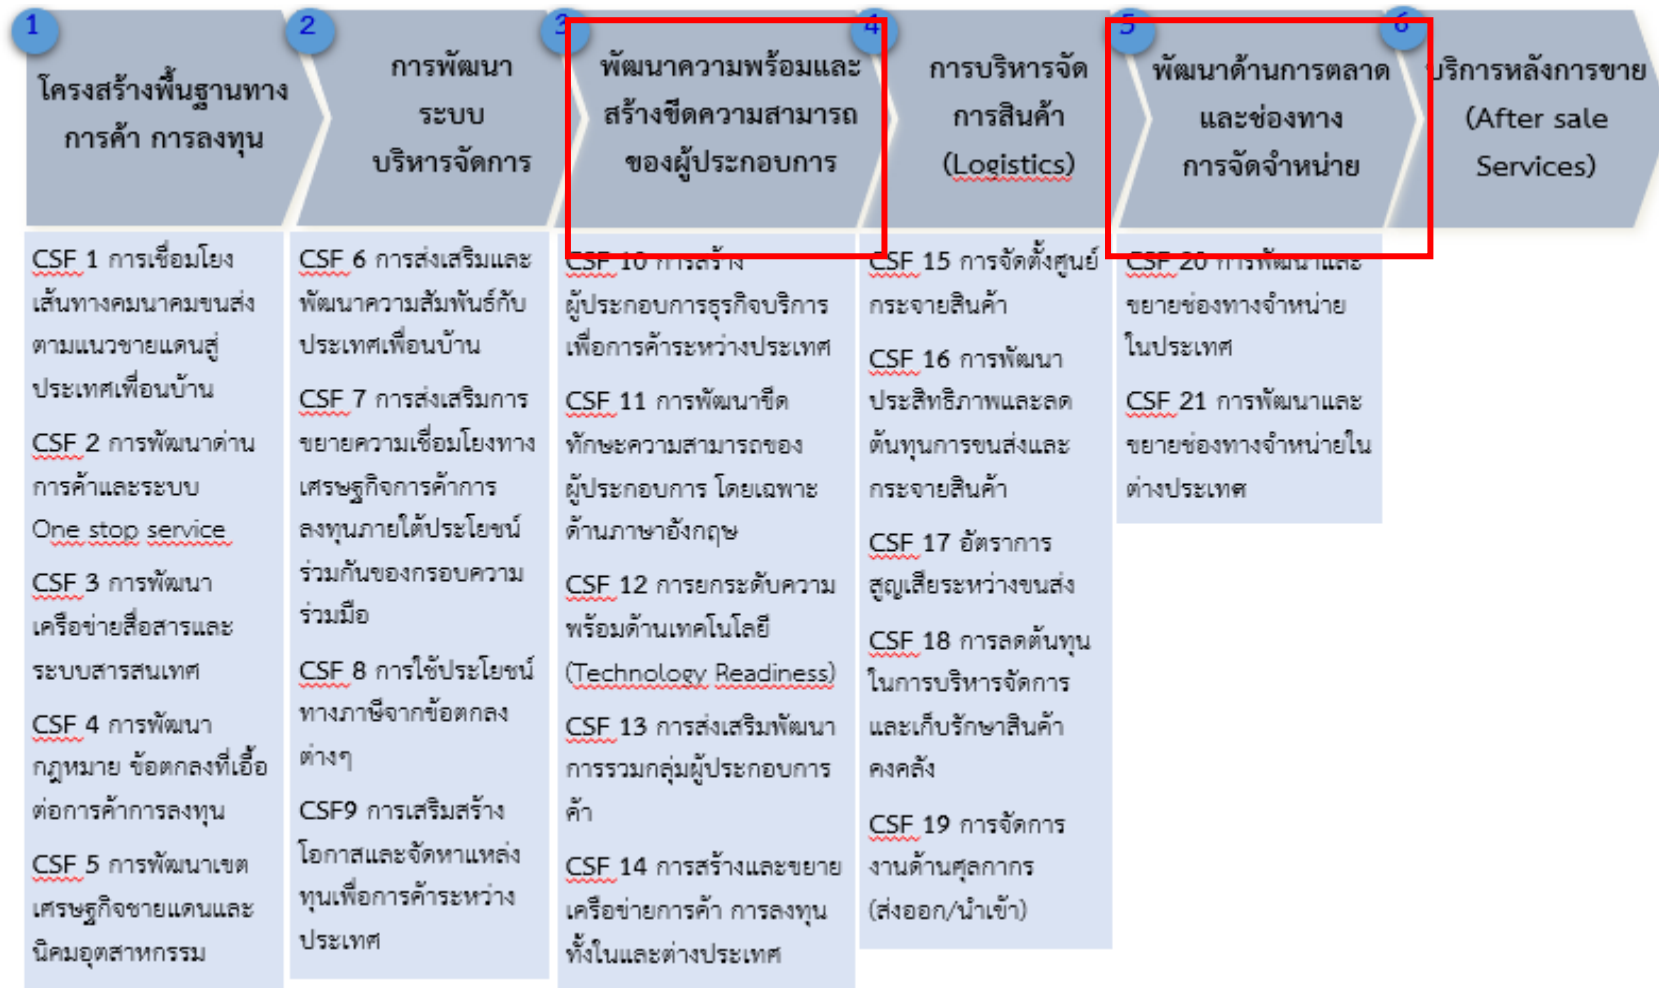 1
โครงสร้างพื้นฐานทาง
การค้า การลงทุน
2
การพัฒนา
ระบบ
บริหารจัดการ
3
พัฒนาความพร้อมและ
สร้างขีดความสามารถ
ของผู้ประกอบการ
4
การบริหารจัด
การสินค้า
(Logistics)
5
พัฒนาด้านการตลาด
และช่องทาง
การจัดจำหน่าย
6
บริการหลังการขาย
(After sale
Services)
CSF 1 การเชื่อมโยง
เส้นทางคมนาคมขนส่ง
ตามแนวชายแดนสู่
ประเทศเพื่อนบ้าน
CSF 2 การพัฒนาด่าน
การค้าและระบบ
One stop service
CSF 3 การพัฒนา
เครือข่ายสื่อสารและ
ระบบสารสนเทศ
CSF 4 การพัฒนา
กฎหมาย ข้อตกลงที่เอื้อ
ต่อการค้าการลงทุน
CSF 5 การพัฒนาเขต
เศรษฐกิจชายแดนและ
นิคมอุตสาหกรรม
CSF 6 การส่งเสริมและ
พัฒนาความสัมพันธ์กับ
ประเทศเพื่อนบ้าน
CSF 7 การส่งเสริมการ
ขยายความเชื่อมโยงทาง
เศรษฐกิจการค้าการ
ลงทุนภายใต้ประโยชน์
ร่วมกันของกรอบความ
ร่วมมือ
CSF 8 การใช้ประโยชน์
ทางภาษีจากข้อตกลง
ต่างๆ
CSF9 การเสริมสร้าง
โอกาสและจัดหาแหล่ง
ทุนเพื่อการค้าระหว่าง
ประเทศ
CSF 10 การสร้าง
ผู้ประกอบการธุรกิจบริการ
เพื่อการค้าระหว่างประเทศ
CSF 11 การพัฒนาขีด
ทักษะความสามารถของ
ผู้ประกอบการ โดยเฉพาะ
ด้านภาษาอังกฤษ
CSF 12 การยกระดับความ
พร้อมด้านเทคโนโลยี
(Technology Readiness)
CSF 13 การส่งเสริมพัฒนา
การรวมกลุ่มผู้ประกอบการ
ค้า
CSF 14 การสร้างและขยาย
เครือข่ายการค้า การลงทุน
ทั้งในและต่างประเทศ
CSF 15 การจัดตั้งศูนย์
กระจายสินค้า
CSF 16 การพัฒนา
ประสิทธิภาพและลด
ต้นทุนการขนส่งและ
กระจายสินค้า
CSF 17 อัตราการ
สูญเสียระหว่างขนส่ง
CSF 18 การลดต้นทุน
ในการบริหารจัดการ
และเก็บรักษาสินค้า
คงคลัง
CSF 19 การจัดการ
งานด้านศุลกากร
(ส่งออก/นำเข้า)
CSF 20 การพัฒนาและ
ขยายช่องทางจำหน่าย
ในประเทศ
CSF 21 การพัฒนาและ
ขยายช่องทางจำหน่ายใน
ต่างประเทศ